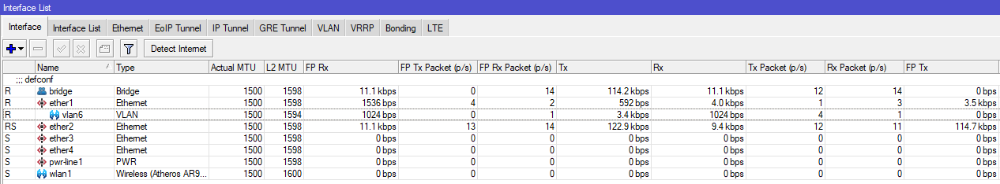 Interface List
Interface Interface List Ethernet EoIP Tunnel IP Tunnel GRE Tunnel VLAN VRRP Bonding LTE
Detect Internet
Name Type Actual MTU L2 MTU FP Rx FP Tx Packet (p/s) FP Rx Packet (p/s) Tx Rx Tx Packet (p/s) Rx Packet (p/s) FP Tx
;;; defconf
R bridge Bridge 1500 1598 11.1 kbps 0 14 114.2 kbps 11.1 kbps 12 14 0 bps
R ether1 Ethernet 1500 1598 1536 bps 4 2 592 bps 4.0 kbps 1 3 3.5 kbps
R vlan6 VLAN 1500 1594 1024 bps 0 1 3.4 kbps 1024 bps 4 1 0 bps
RS ether2 Ethernet 1500 1598 11.1 kbps 13 14 122.9 kbps 9.4 kbps 12 11 114.7 kbps
S ether3 Ethernet 1500 1598 0 bps 0 0 0 bps 0 bps 0 0 0 bps
S ether4 Ethernet 1500 1598 0 bps 0 0 0 bps 0 bps 0 0 0 bps
S pwr-line1 PWR 1500 1598 0 bps 0 0 0 bps 0 bps 0 0 0 bps
S wlan1 Wireless (Atheros AR9... 1500 1600 0 bps 0 0 0 bps 0 bps 0 0 0 bps